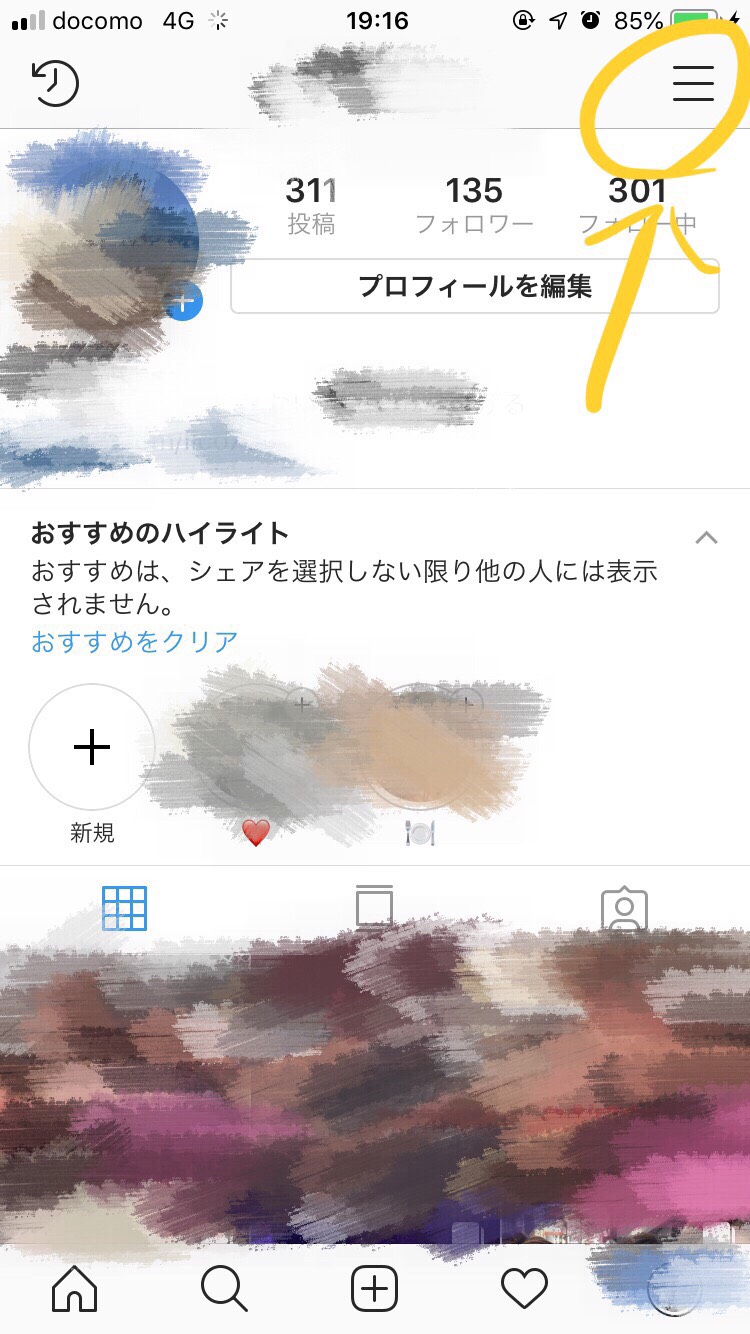 docomo 4G 19:16 85%
311 135 301
投稿 フォロワー フォロー中
プロフィールを編集
おすすめのハイライト
おすすめは、シェアを選択しない限り他の人には表示
されません。
おすすめをクリア
新規